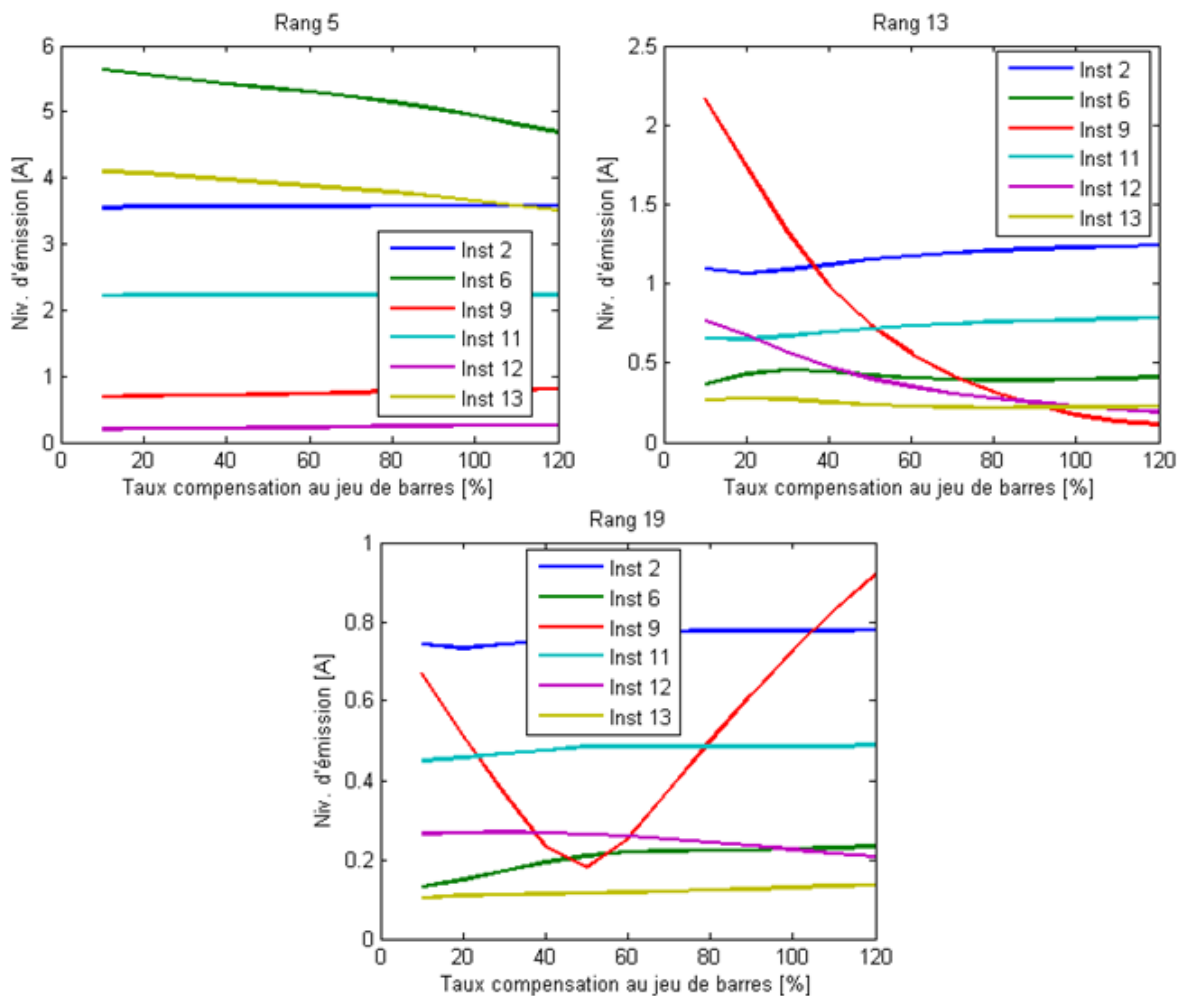 Rang 5
Niv. d'émission [A]
6
5
4
3
2
1
0
Inst 2
Inst 6
Inst 9
Inst 11
Inst 12
Inst 13
0 20 40 60 80 100 120
Taux compensation au jeu de barres [%]
Rang 13
Niv. d'émission [A]
2.5
2
1.5
1
0.5
0
Inst 2
Inst 6
Inst 9
Inst 11
Inst 12
Inst 13
0 20 40 60 80 100 120
Taux compensation au jeu de barres [%]
Rang 19
Niv. d'émission [A]
1
0.8
0.6
0.4
0.2
0
Inst 2
Inst 6
Inst 9
Inst 11
Inst 12
Inst 13
0 20 40 60 80 100 120
Taux compensation au jeu de barres [%]